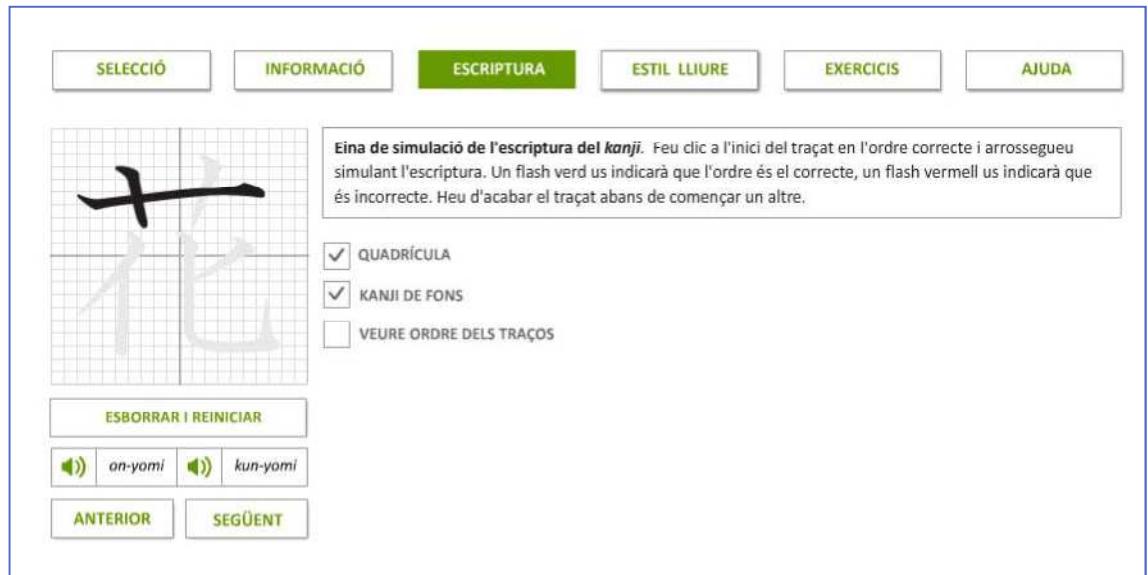 SELECCIÓ
INFORMACIÓ
ESCRIPTURA
ESTIL LLIURE
EXERCICIS
AJUDA
花
Eina de simulació de l'escriptura del kanji. Feu clic a l'inici del traçat en l'ordre correcte i arrossegueu
simulant l'escriptura. Un flash verd us indicarà que l'ordre és el correcte, un flash vermell us indicarà que
és incorrecte. Heu d'acabar el traçat abans de començar un altre.
QUADRÍCULA
KANJI DE FONS
VEURE ORDRE DELS TRAÇOS
ESBORRAR I REINICIAR
on-yomi
kun-yomi
ANTERIOR
SEGÜENT